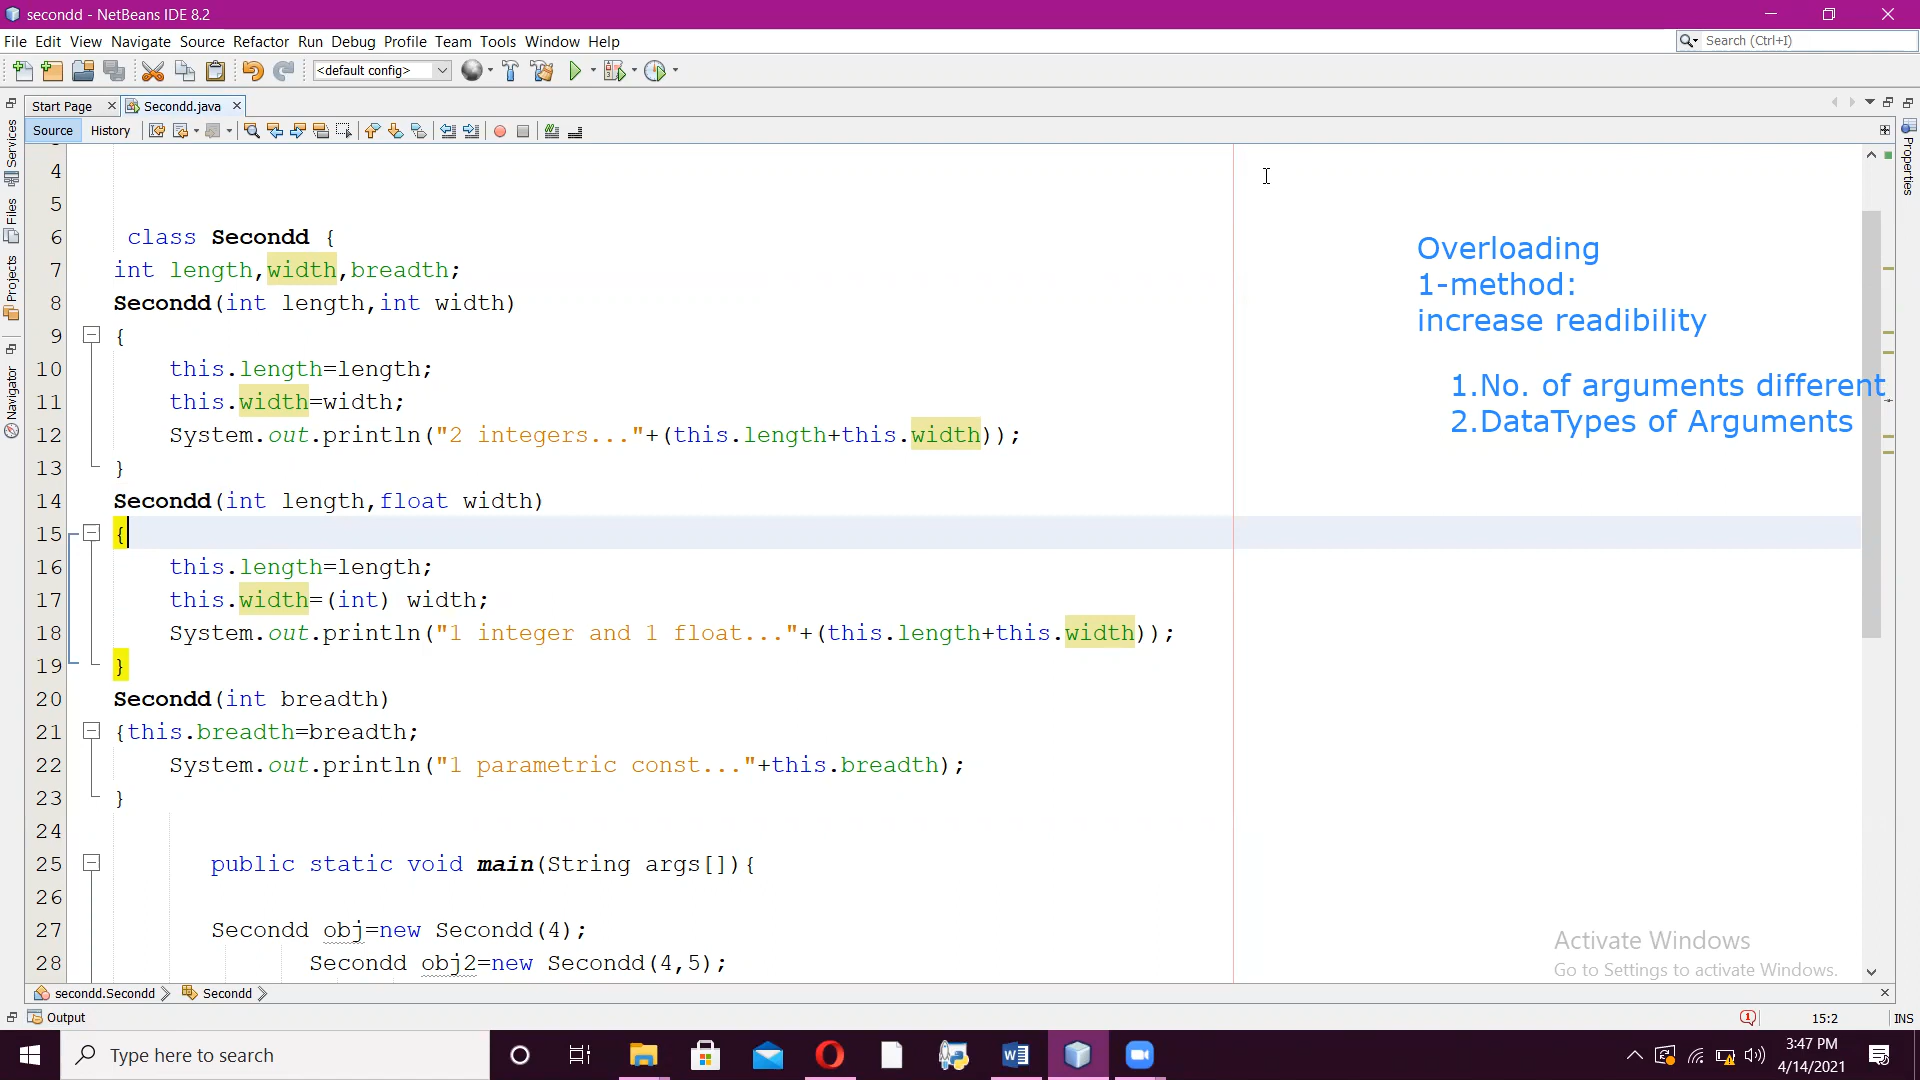 secondd - NetBeans IDE 8.2
File Edit View Navigate Source Refactor Run Debug Profile Team Tools Window Help
Search (Ctrl+I)
<default config>
Start Page
Secondd.java
Source
History
Services
Files
Projects
Navigator
Properties
4
5
6 class Secondd {
7 int length,width,breadth;
8 Secondd(int length,int width)
9 {
10 this.length=length;
11 this.width=width;
12 System.out.println("2 integers..."+(this.length+this.width));
13 }
14 Secondd(int length,float width)
15 {
16 this.length=length;
17 this.width=(int) width;
18 System.out.println("1 integer and 1 float..."+(this.length+this.width));
19 }
20 Secondd(int breadth)
21 {this.breadth=breadth;
22 System.out.println("1 parametric const..."+this.breadth);
23 }
24
25 public static void main(String args[]){
26
27 Secondd obj=new Secondd(4);
28 Secondd obj2=new Secondd(4,5);
Overloading
1-method:
increase readibility
1.No. of arguments different
2.DataTypes of Arguments
Activate Windows
Go to Settings to activate Windows.
secondd.Secondd
Secondd
Output
1
15:2
INS
Type here to search
3:47 PM
4/14/2021